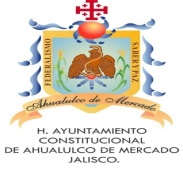 FEDERALISMO
SABER Y PAZ
Ahualulco de Mercado
H. AYUNTAMIENTO
CONSTITUCIONAL
DE AHUALULCO DE MERCADO
JALISCO.